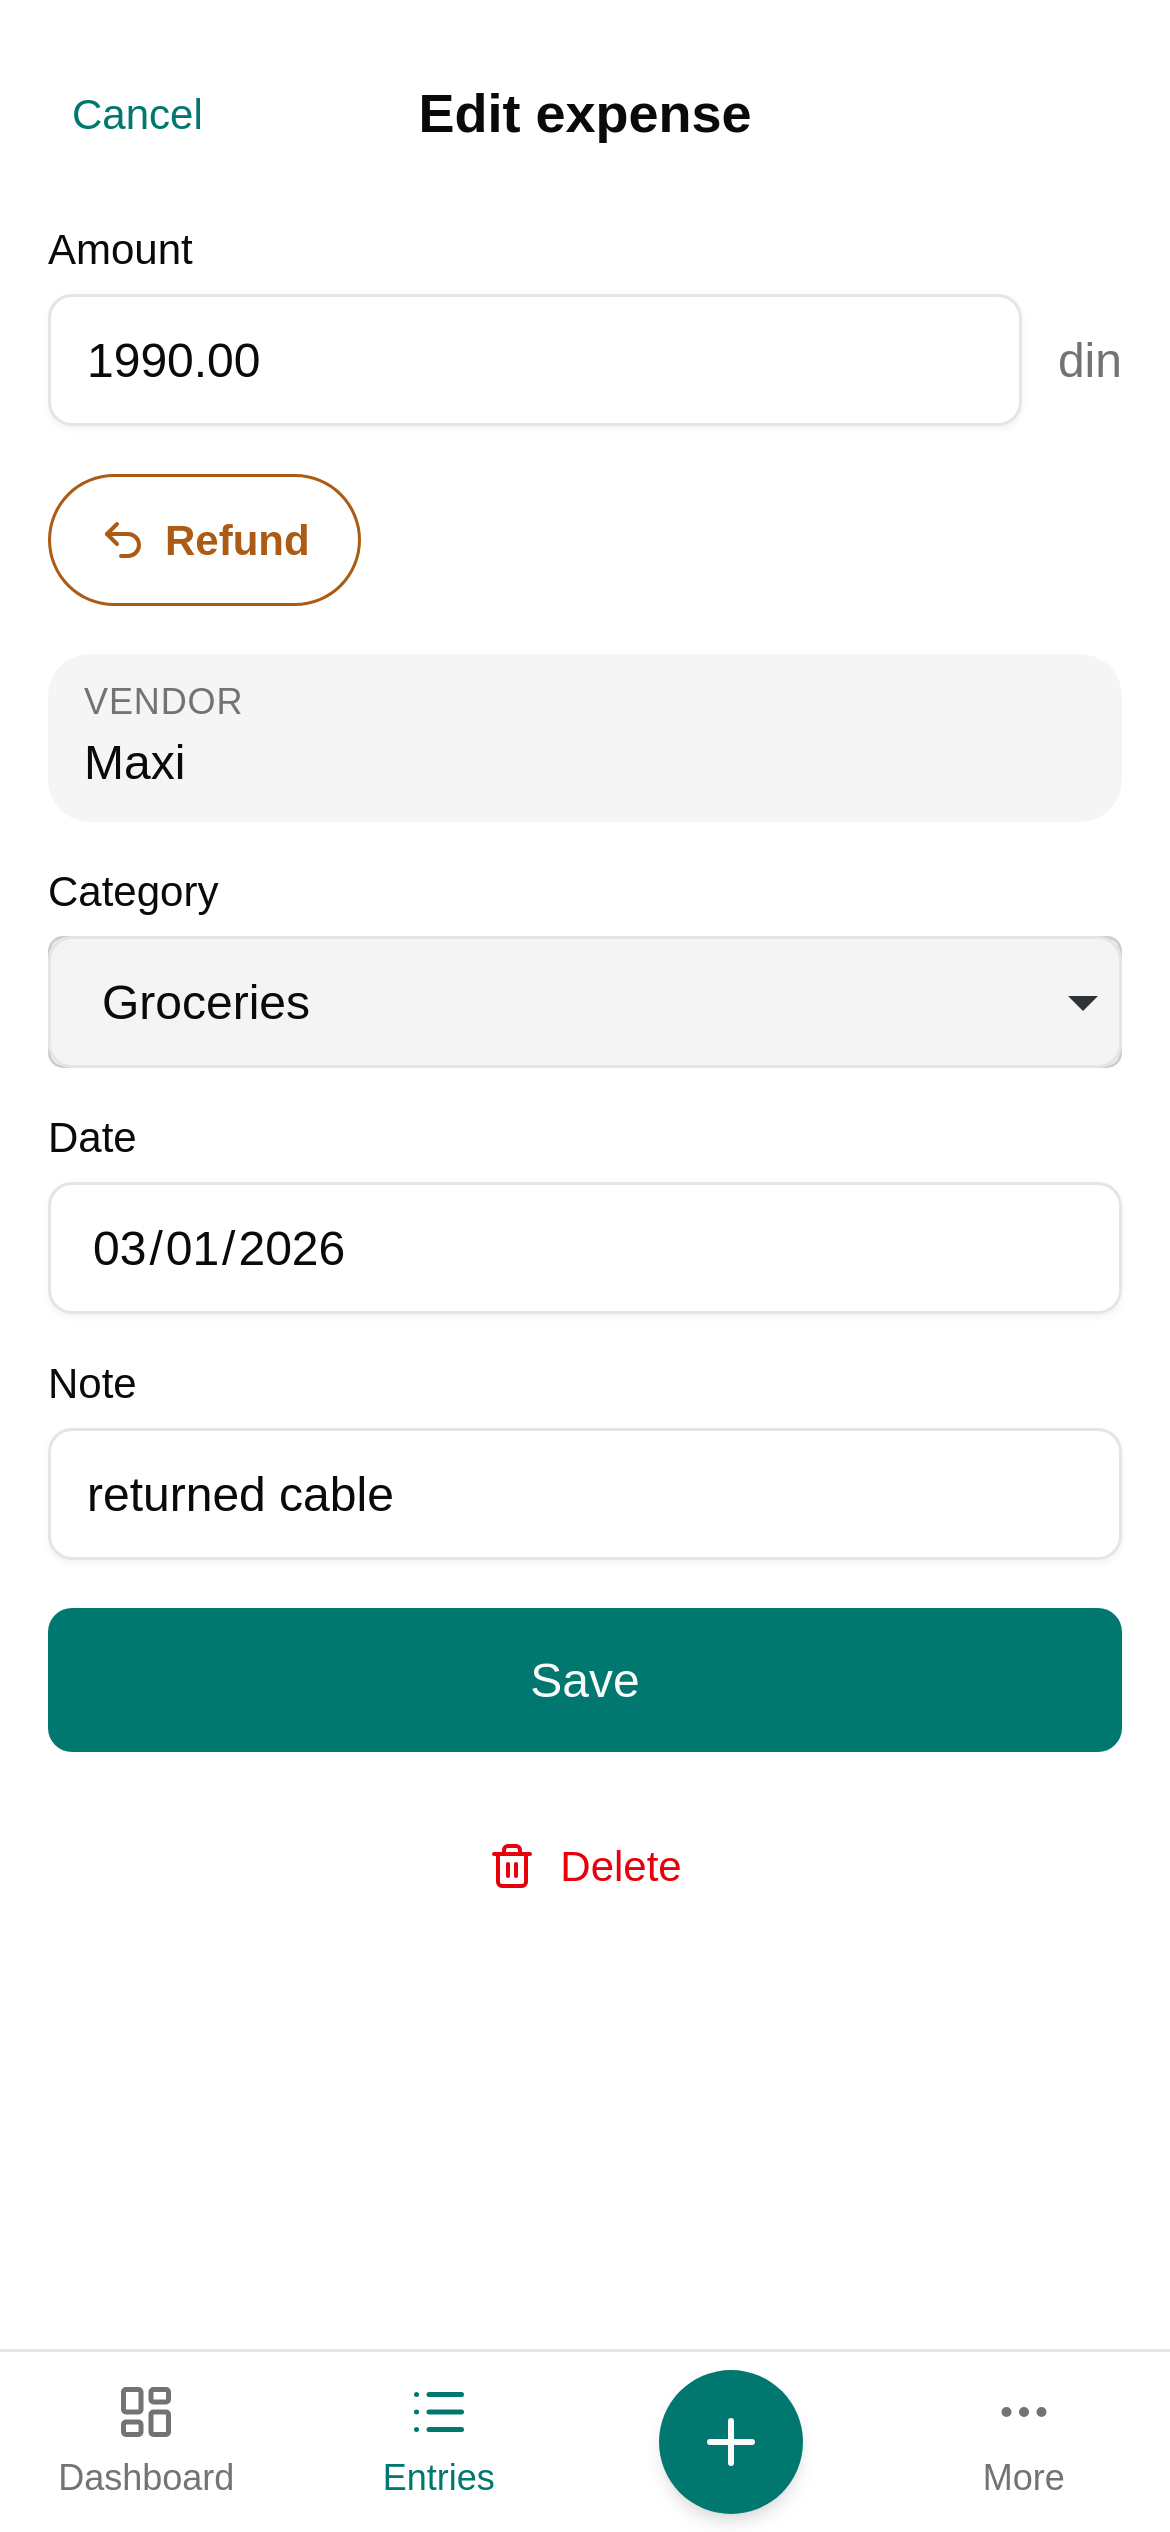 Cancel
Edit expense
Amount
1990.00
din
Refund
VENDOR
Maxi
Category
Groceries
Date
03/01/2026
Note
returned cable
Save
Delete
Dashboard
Entries
More